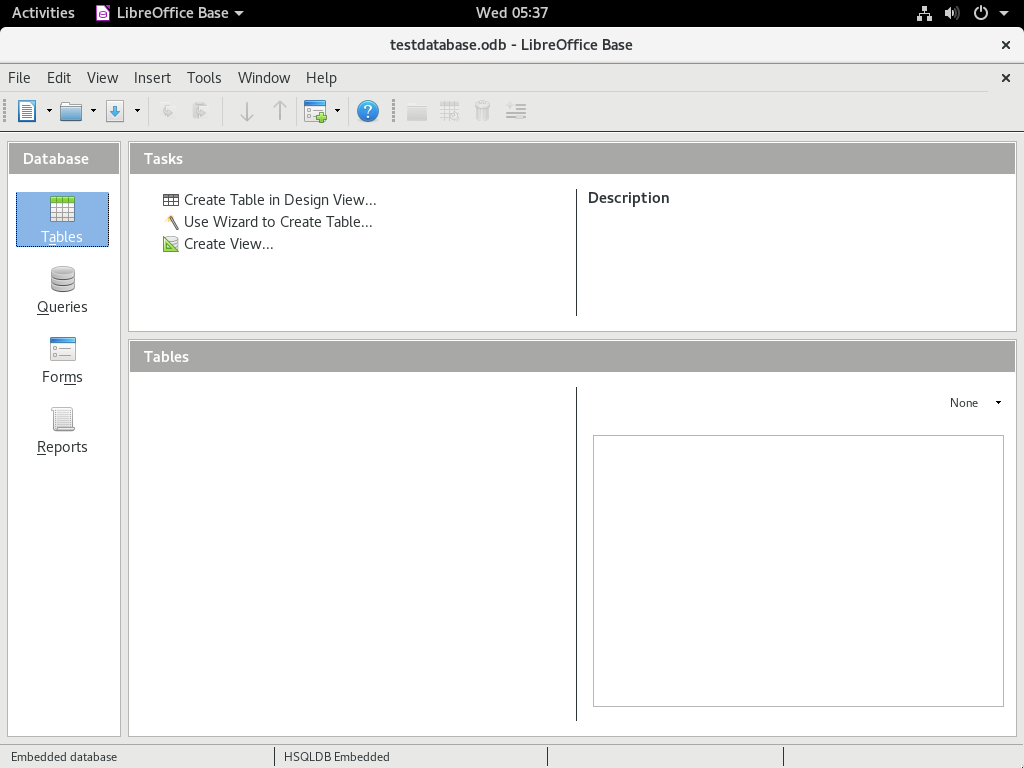 Activities LibreOffice Base Wed 05:37
testdatabase.odb - LibreOffice Base
File Edit View Insert Tools Window Help
Database
Tables
Queries
Forms
Reports
Tasks
Create Table in Design View...
Use Wizard to Create Table...
Create View...
Description
Tables
None
Embedded database HSQLDB Embedded